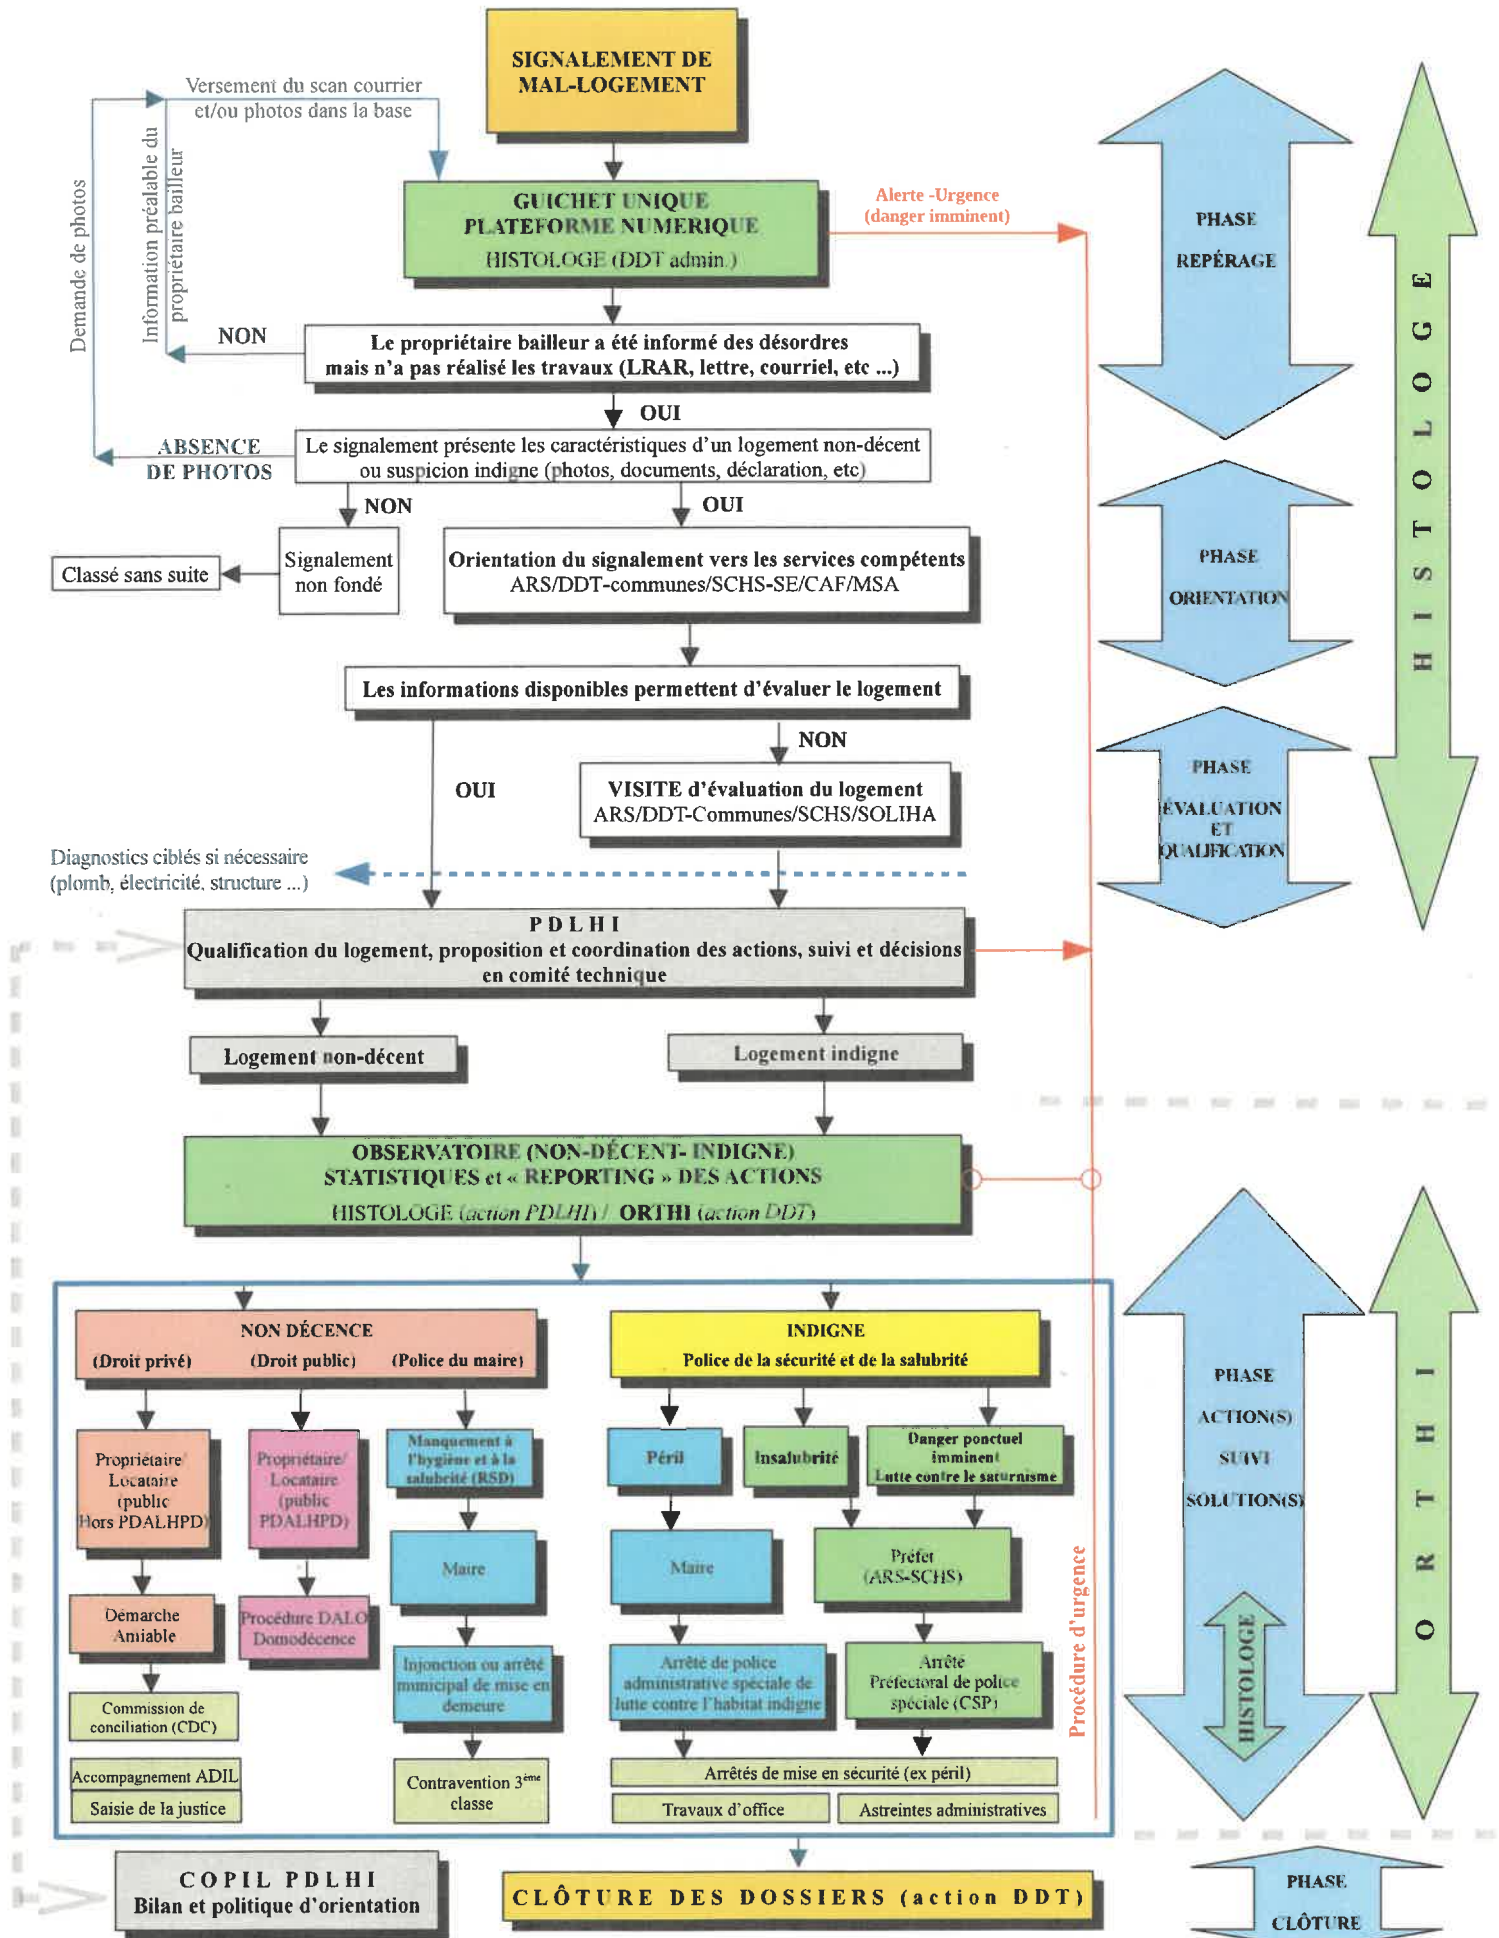 SIGNALEMENT DE
MAL-LOGEMENT
Versement du scan courrier
et/ou photos dans la base
Demande de photos
Information préalable du
propriétaire bailleur
GUICHET UNIQUE
PLATEFORME NUMERIQUE
HISTOLOGE (DDT admin.)
Alerte -Urgence
(danger imminent)
NON
Le propriétaire bailleur a été informé des désordres
mais n'a pas réalisé les travaux (LRAR, lettre, courriel, etc ...)
OUI
ABSENCE
DE PHOTOS
Le signalement présente les caractéristiques d'un logement non-décent
ou suspicion indigne (photos, documents, déclaration, etc)
NON
OUI
Classé sans suite
Signalement
non fondé
Orientation du signalement vers les services compétents
ARS/DDT-communes/SCHS-SE/CAF/MSA
Les informations disponibles permettent d'évaluer le logement
NON
OUI
VISITE d'évaluation du logement
ARS/DDT-Communes/SCHS/SOLIHA
Diagnostics ciblés si nécessaire
(plomb, électricité, structure ...)
PDLHI
Qualification du logement, proposition et coordination des actions, suivi et décisions
en comité technique
Logement non-décent
Logement indigne
OBSERVATOIRE (NON-DÉCENT- INDIGNE)
STATISTIQUES et « REPORTING » DES ACTIONS
HISTOLOGE (action PDLHI) / ORTHI (action DDT)
NON DÉCENCE
(Droit privé)
(Droit public)
(Police du maire)
INDIGNE
Police de la sécurité et de la salubrité
Propriétaire/
Locataire
(public
Hors PDALHPD)
Propriétaire/
Locataire
(public
PDALHPD)
Manquement à
l'hygiène et à la
salubrité (RSD)
Péril
Insalubrité
Danger ponctuel
imminent
Lutte contre le saturnisme
Maire
Maire
Préfet
(ARS-SCHS)
Démarche
Amiable
Procédure DALO
Domodécence
Injonction ou arrêté
municipal de mise en
demeure
Arrêté de police
administrative spéciale de
lutte contre l'habitat indigne
Arrêté
Préfectoral de police
spéciale (CSP)
Commission de
conciliation (CDC)
Accompagnement ADIL
Saisie de la justice
Contravention 3ème
classe
Arrêtés de mise en sécurité (ex péril)
Travaux d'office
Astreintes administratives
Procédure d'urgence
COPIL PDLHI
Bilan et politique d'orientation
CLÔTURE DES DOSSIERS (action DDT)
PHASE
REPÉRAGE
PHASE
ORIENTATION
PHASE
ÉVALUATION
ET
QUALIFICATION
HISTOLOGE
PHASE
ACTION(S)
SUIVI
SOLUTION(S)
HISTOLOGE
ORTHI
PHASE
CLÔTURE